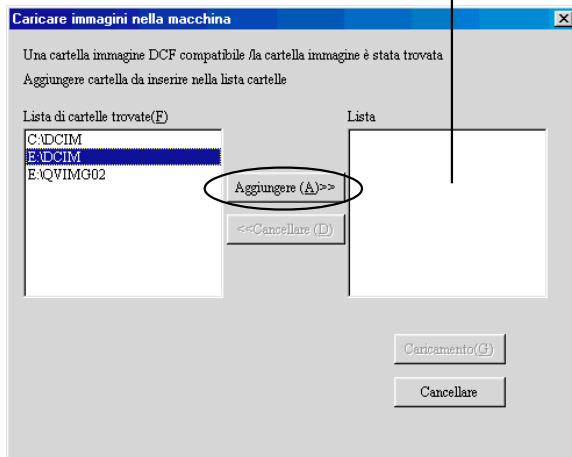 Caricare immagini nella macchina
Una cartella immagine DCF compatibile /la cartella immagine è stata trovata
Aggiungere cartella da inserire nella lista cartelle
Lista di cartelle trovate(F)
Lista
C:\DCIM
E:\DCIM
E:\QVIMG02
Aggiungere (A)>>
<<Cancellare (D)
Caricamento(G)
Cancellare